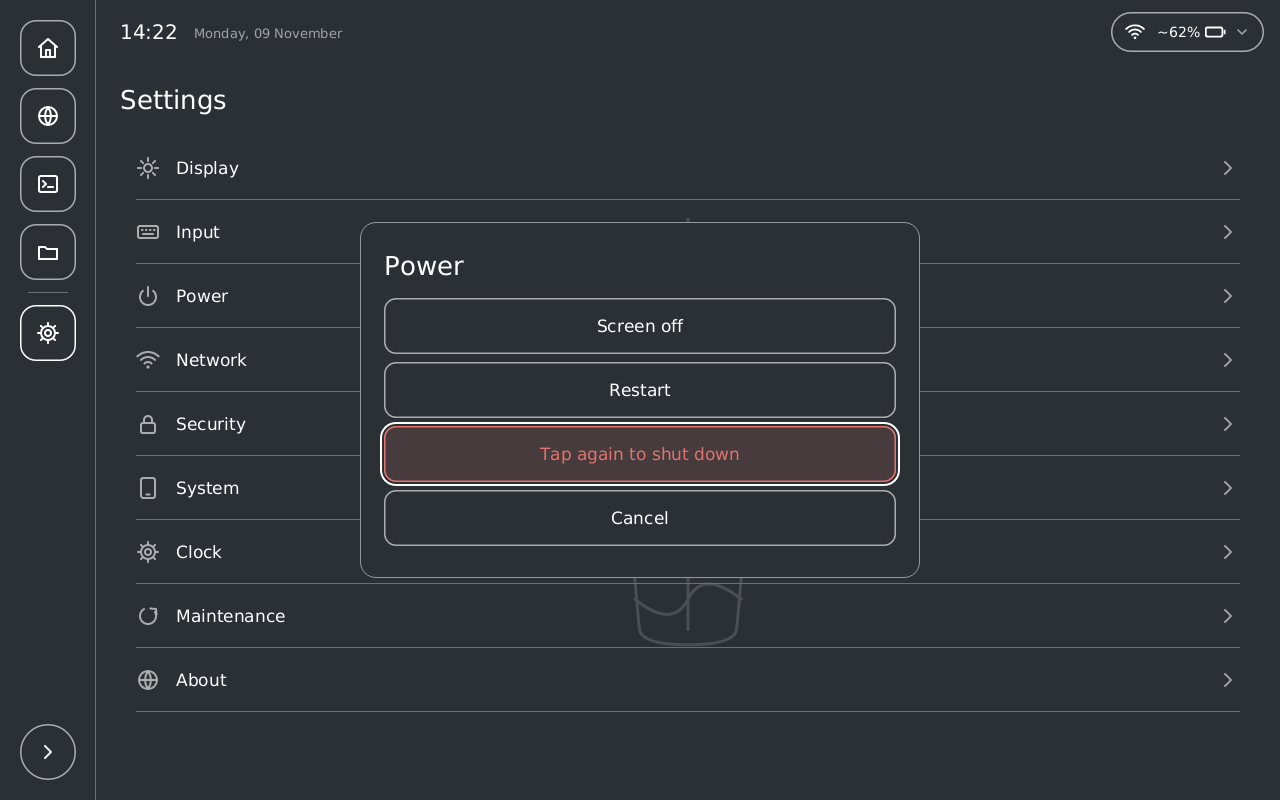 14:22 Monday, 09 November
~62%
Settings
Display
Input
Power
Network
Security
System
Clock
Maintenance
About
Power
Screen off
Restart
Tap again to shut down
Cancel